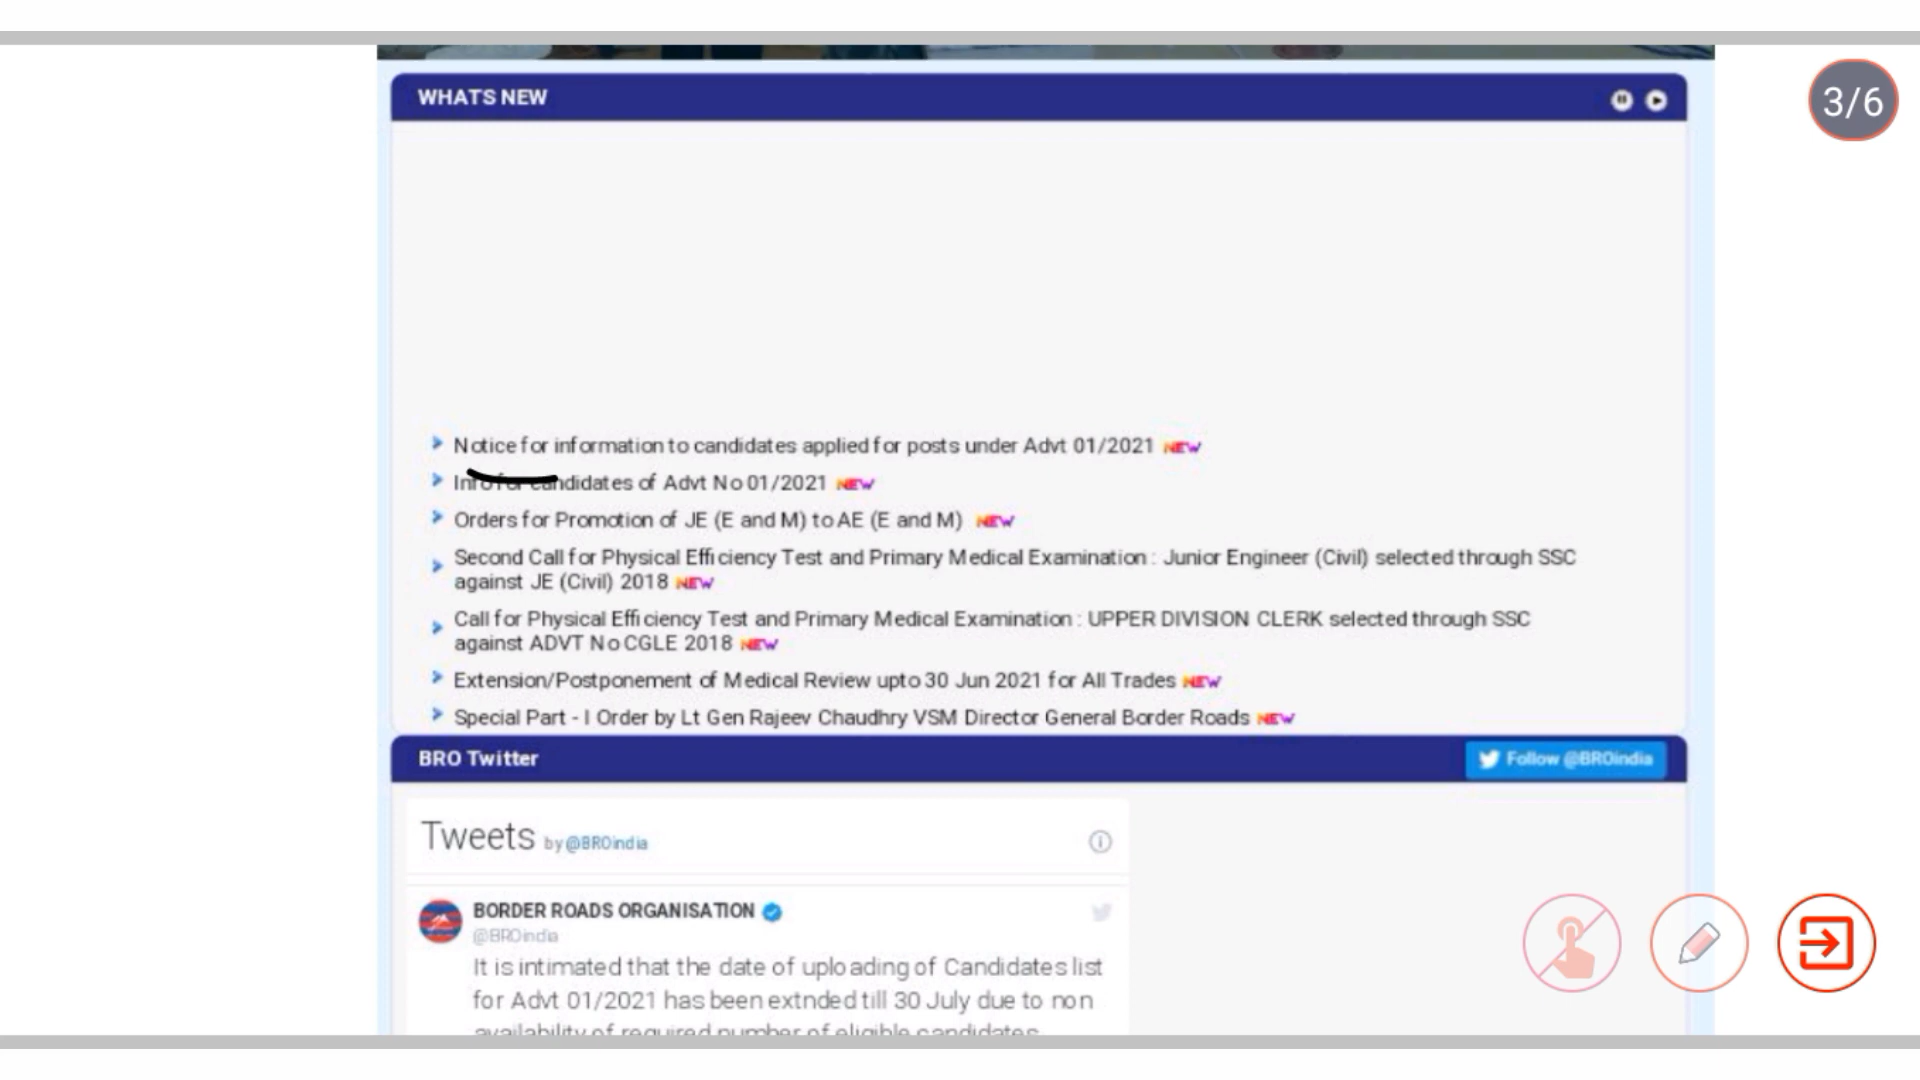 WHATS NEW
3/6
Notice for information to candidates applied for posts under Advt 01/2021 NEW
Info for candidates of Advt No 01/2021 NEW
Orders for Promotion of JE (E and M) to AE (E and M) NEW
Second Call for Physical Efficiency Test and Primary Medical Examination : Junior Engineer (Civil) selected through SSC
against JE (Civil) 2018 NEW
Call for Physical Efficiency Test and Primary Medical Examination : UPPER DIVISION CLERK selected through SSC
against ADVT No CGLE 2018 NEW
Extension/Postponement of Medical Review upto 30 Jun 2021 for All Trades NEW
Special Part - I Order by Lt Gen Rajeev Chaudhry VSM Director General Border Roads NEW
BRO Twitter
Follow @BROindia
Tweets by @BROindia
BORDER ROADS ORGANISATION
@BROindia
It is intimated that the date of uploading of Candidates list
for Advt 01/2021 has been extnded till 30 July due to non
availability of required number of eligible candidates